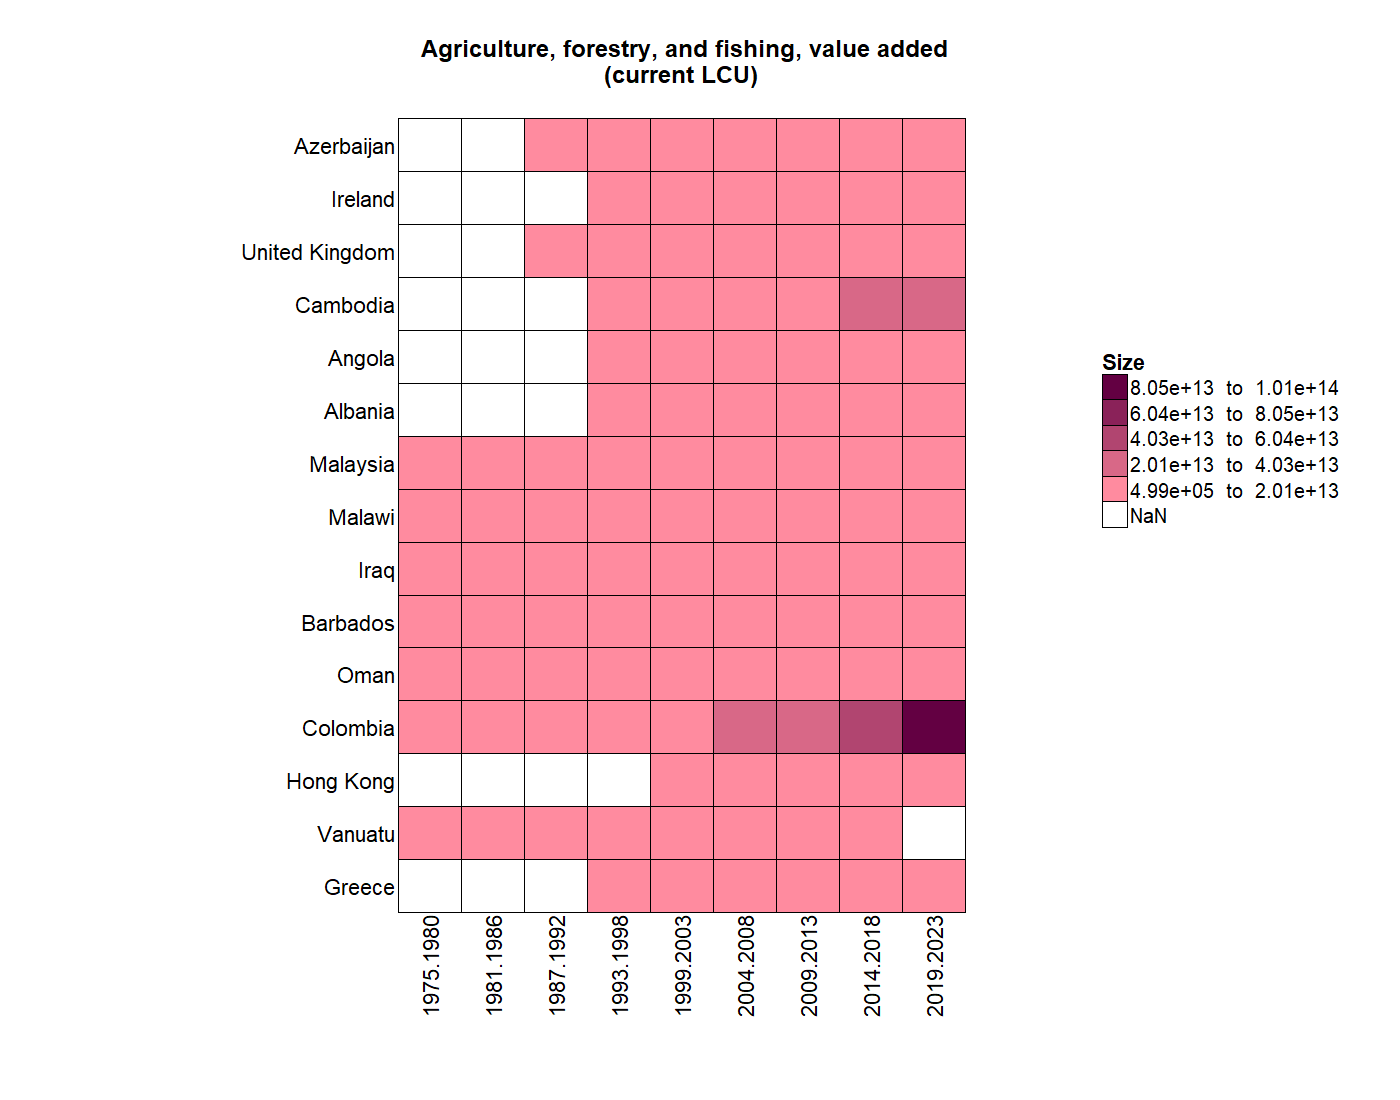 Agriculture, forestry, and fishing, value added
(current LCU)
Azerbaijan
Ireland
United Kingdom
Cambodia
Angola
Albania
Malaysia
Malawi
Iraq
Barbados
Oman
Colombia
Hong Kong
Vanuatu
Greece
1975.1980
1981.1986
1987.1992
1993.1998
1999.2003
2004.2008
2009.2013
2014.2018
2019.2023
Size
8.05e+13 to 1.01e+14
6.04e+13 to 8.05e+13
4.03e+13 to 6.04e+13
2.01e+13 to 4.03e+13
4.99e+05 to 2.01e+13
NaN